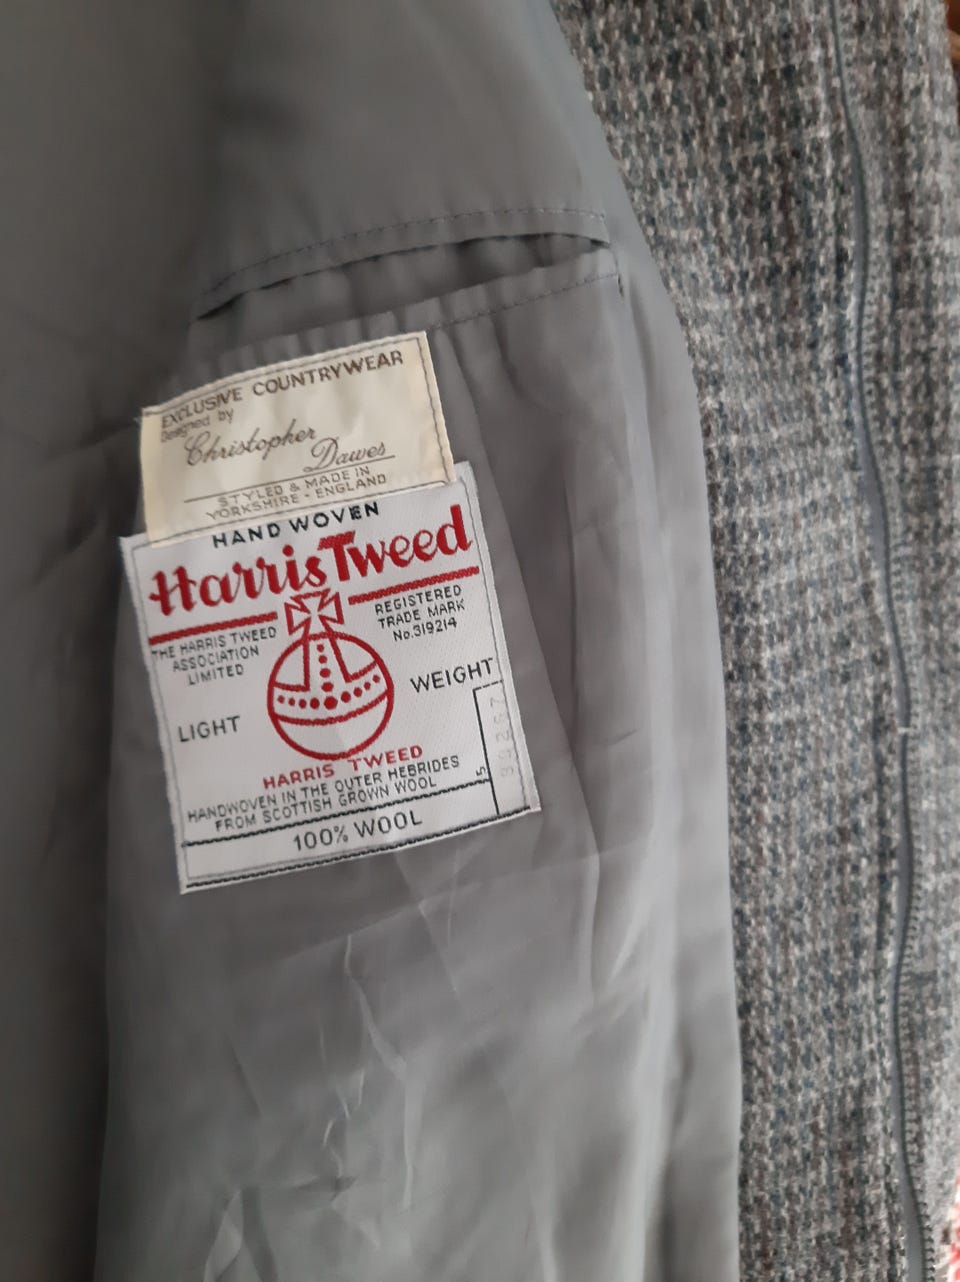 EXCLUSIVE COUNTRYWEAR
Designed by
Christopher
Dawes
STYLED & MADE IN
YORKSHIRE - ENGLAND
HAND WOVEN
Harris Tweed
THE HARRIS TWEED
ASSOCIATION
LIMITED
REGISTERED
TRADE MARK
No.319214
LIGHT
WEIGHT
HARRIS TWEED
HANDWOVEN IN THE OUTER HEBRIDES
FROM SCOTTISH GROWN WOOL
100% WOOL